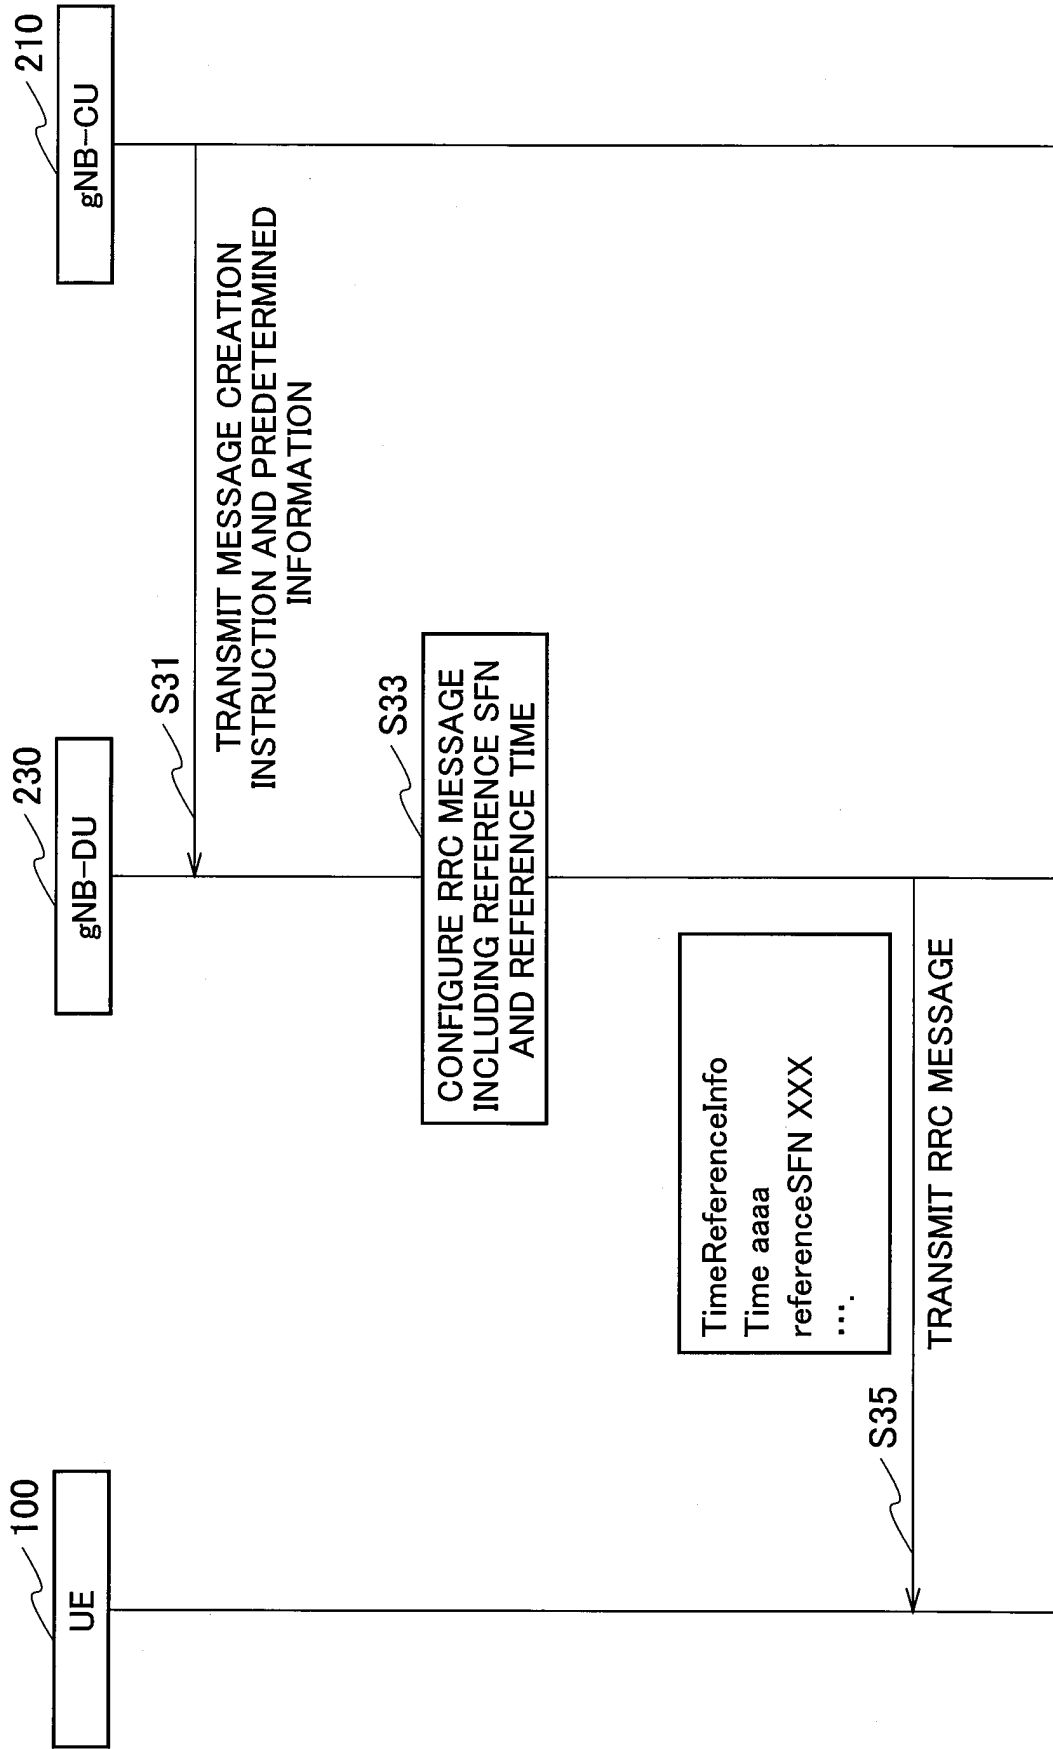 100
UE
230
gNB-DU
210
gNB-CU
S31
TRANSMIT MESSAGE CREATION
INSTRUCTION AND PREDETERMINED
INFORMATION
S33
CONFIGURE RRC MESSAGE
INCLUDING REFERENCE SFN
AND REFERENCE TIME
TimeReferenceInfo
Time aaaa
referenceSFN XXX
....
S35
TRANSMIT RRC MESSAGE